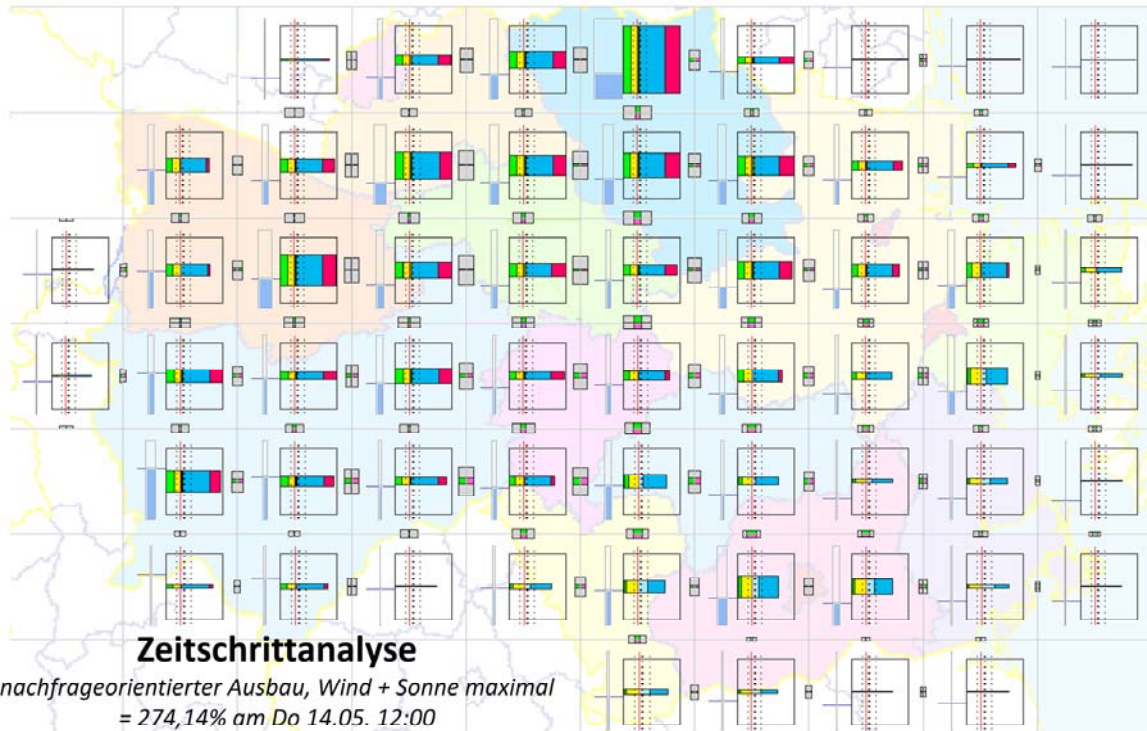 Zeitschrittanalyse
nachfrageorientierter Ausbau, Wind + Sonne maximal
= 274,14% am Do 14.05. 12:00